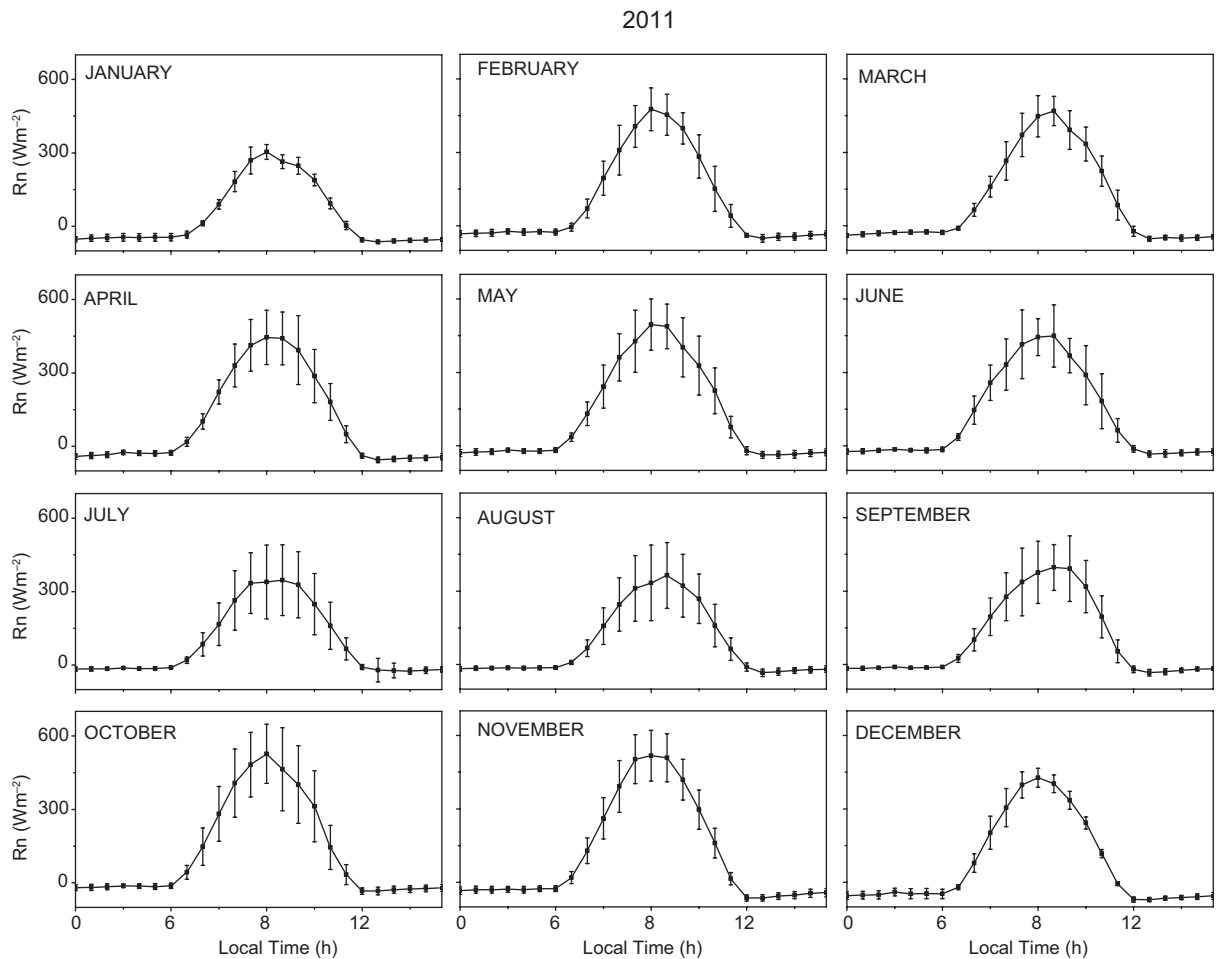 2011
JANUARY
FEBRUARY
MARCH
600
300
0
Rn (Wm⁻²)
APRIL
MAY
JUNE
600
300
0
Rn (Wm⁻²)
JULY
AUGUST
SEPTEMBER
600
300
0
Rn (Wm⁻²)
OCTOBER
NOVEMBER
DECEMBER
600
300
0
Rn (Wm⁻²)
0 6 8 12 0 6 8 12 0 6 8 12
Local Time (h) Local Time (h) Local Time (h)